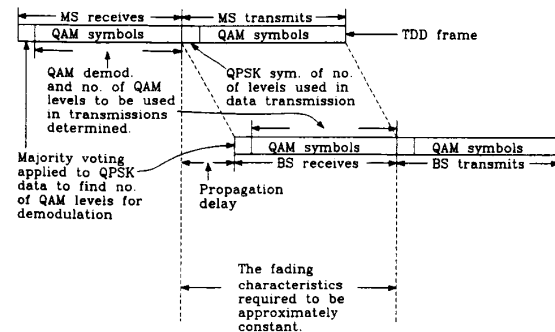 MS receives
MS transmits
QAM symbols
QAM symbols
TDD frame
QAM demod.
and no. of QAM
levels to be used
in transmissions
determined.
QPSK sym. of no.
of levels used in
data transmission
QAM symbols
QAM symbols
BS receives
BS transmits
Majority voting
applied to QPSK
data to find no.
of QAM levels for
demodulation
Propagation
delay
The fading
characteristics
required to be
approximately
constant.